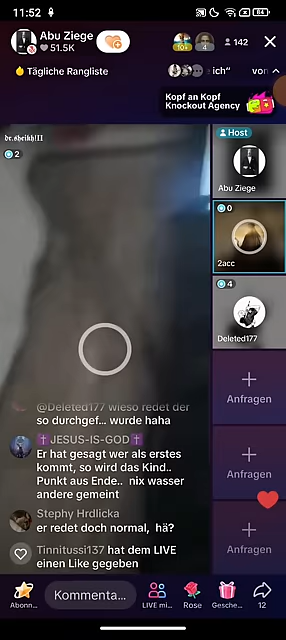 11:52
84
Abu Ziege
51.5K
10+
4
142
Tägliche Rangliste
ich“
von
Kopf an Kopf
Knockout Agency
dr.sheikh!II
2
Host
Abu Ziege
0
2acc
4
Deleted177
Anfragen
Anfragen
Anfragen
@Deleted177 wieso redet der
so durchgef... wurde haha
JESUS-IS-GOD
Er hat gesagt wer als erstes
kommt, so wird das Kind..
Punkt aus Ende.. nix wasser
andere gemeint
Stephy Hrdlicka
er redet doch normal, hä?
Tinnitussi137 hat dem LIVE
einen Like gegeben
Abonn...
Kommenta...
LIVE mi...
Rose
Gesche...
12